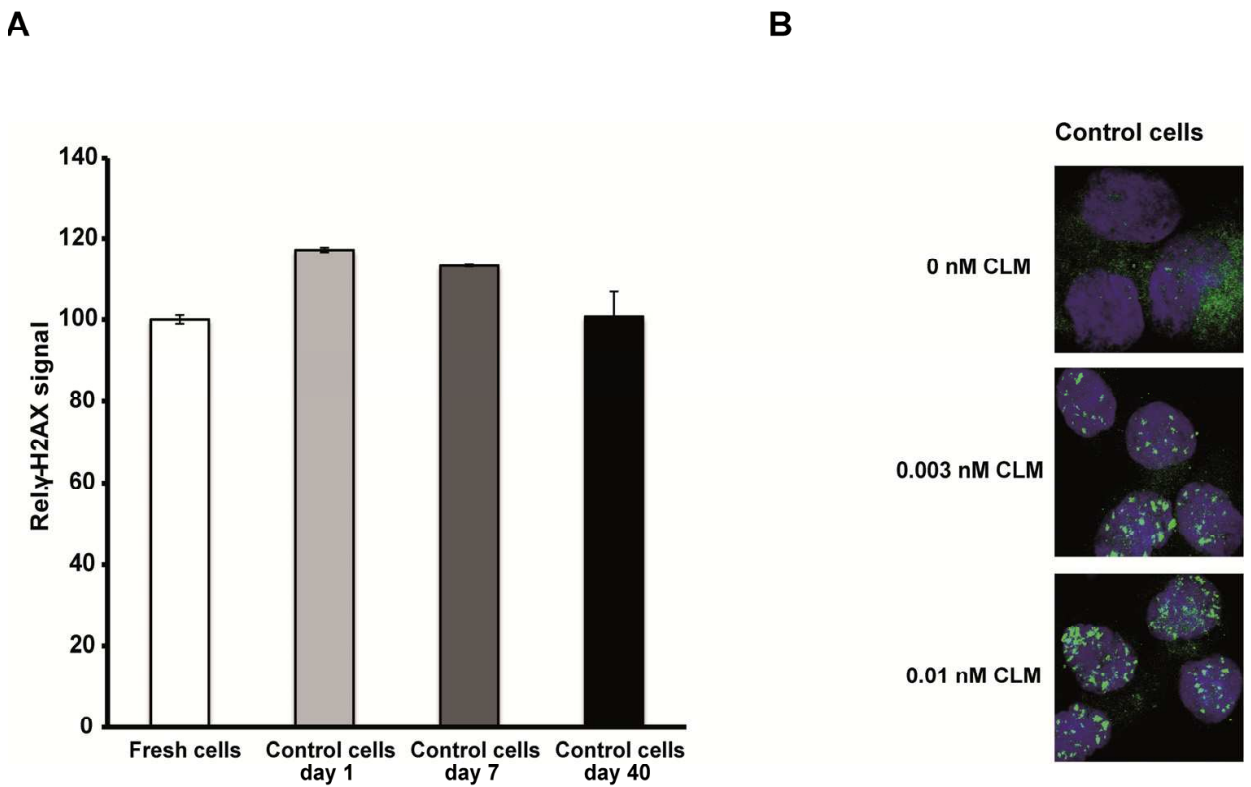 A
B
Control cells
140
120
100
80
60
40
20
0
Rel.γ-H2AX signal
Fresh cells
Control cells
day 1
Control cells
day 7
Control cells
day 40
0 nM CLM
0.003 nM CLM
0.01 nM CLM